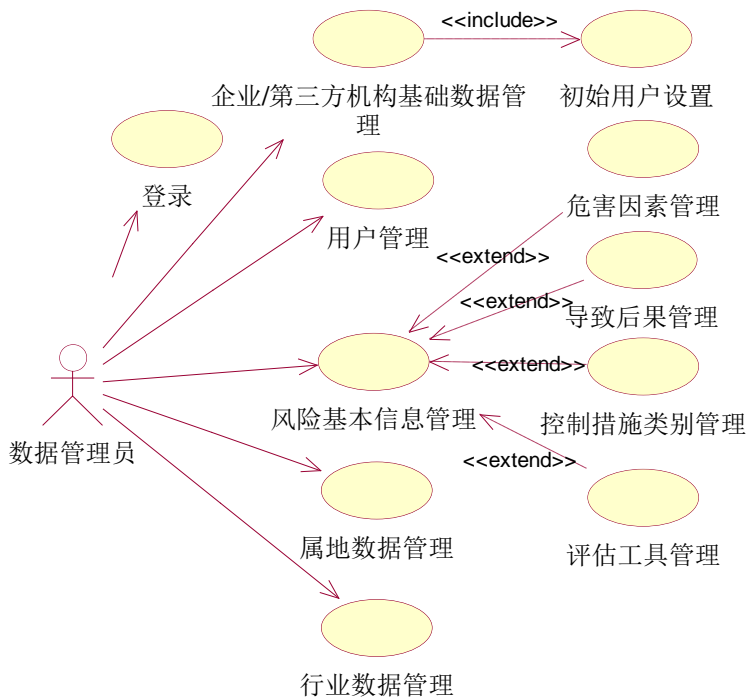 <<include>>
企业/第三方机构基础数据管
理
初始用户设置
登录
用户管理
危害因素管理
<<extend>>
<<extend>>
导致后果管理
<<extend>>
风险基本信息管理
控制措施类别管理
数据管理员
<<extend>>
属地数据管理
评估工具管理
行业数据管理